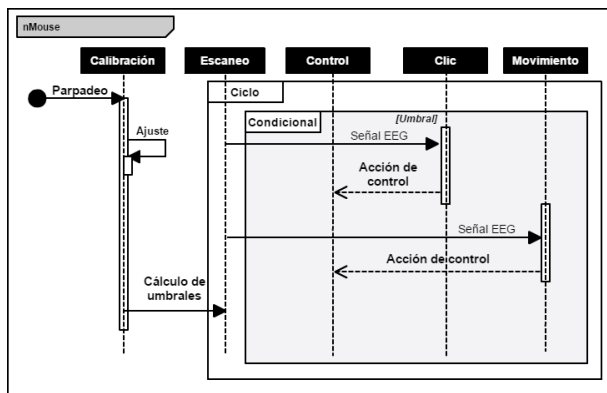 nMouse
Calibración
Escaneo
Control
Clic
Movimiento
Parpadeo
Ciclo
Condicional
[Umbral]
Ajuste
Señal EEG
Acción de
control
Señal EEG
Acción de control
Cálculo de
umbrales